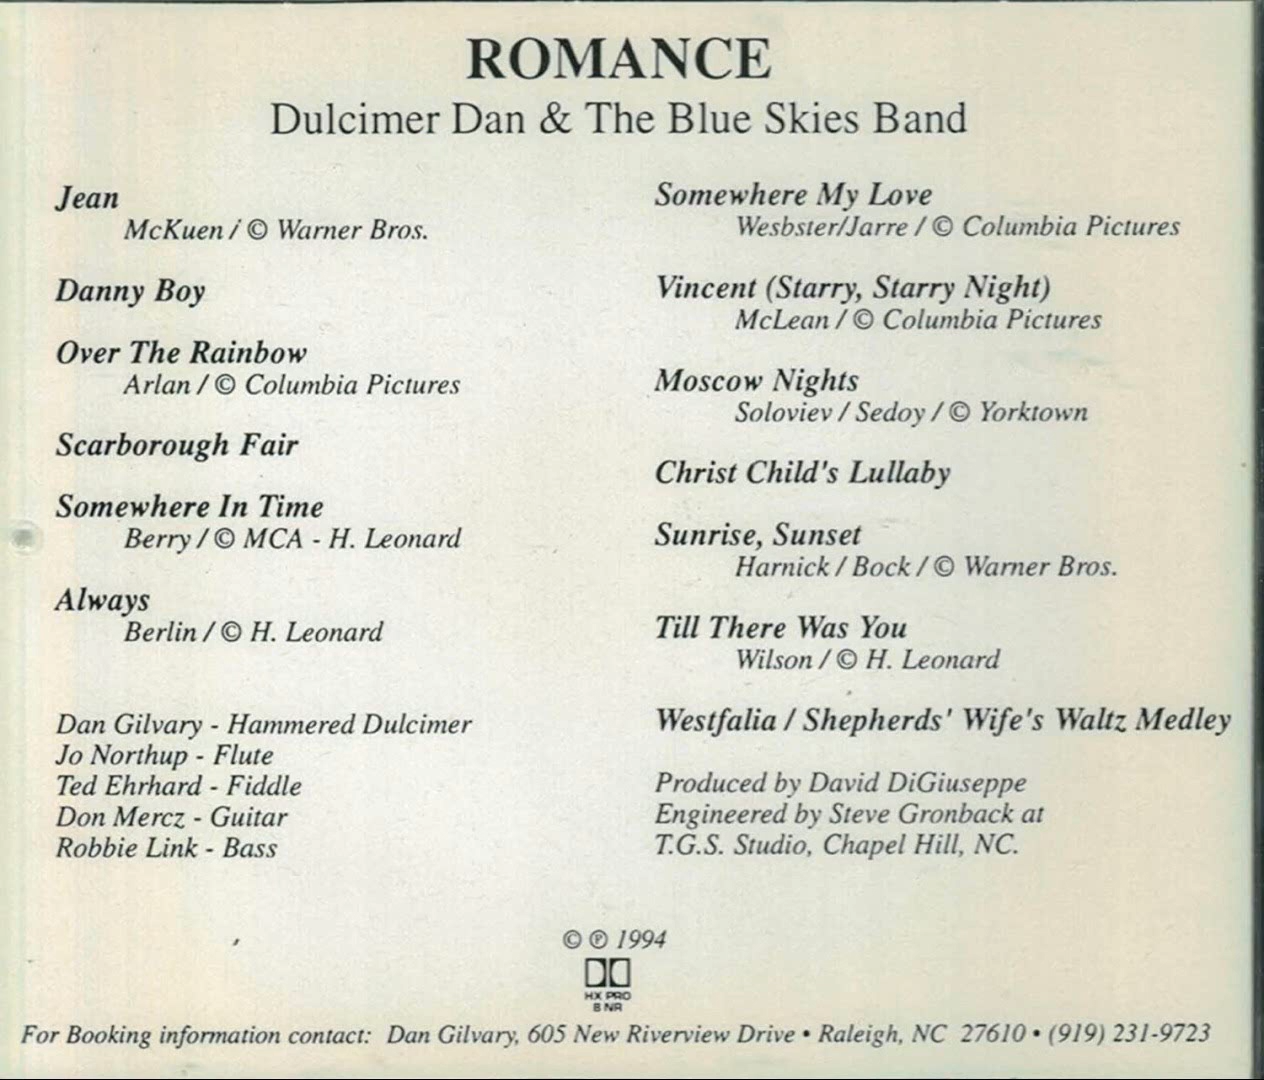 ROMANCE
Dulcimer Dan & The Blue Skies Band
Jean
McKuen / © Warner Bros.
Danny Boy
Over The Rainbow
Arlan / © Columbia Pictures
Scarborough Fair
Somewhere In Time
Berry / © MCA - H. Leonard
Always
Berlin / © H. Leonard
Dan Gilvary - Hammered Dulcimer
Jo Northup - Flute
Ted Ehrhard - Fiddle
Don Mercz - Guitar
Robbie Link - Bass
Somewhere My Love
Wesbster/Jarre / © Columbia Pictures
Vincent (Starry, Starry Night)
McLean / © Columbia Pictures
Moscow Nights
Soloviev / Sedoy / © Yorktown
Christ Child's Lullaby
Sunrise, Sunset
Harnick / Bock / © Warner Bros.
Till There Was You
Wilson / © H. Leonard
Westfalia / Shepherds' Wife's Waltz Medley
Produced by David DiGiuseppe
Engineered by Steve Gronback at
T.G.S. Studio, Chapel Hill, NC.
© ℗ 1994
HX PRO
B NR
For Booking information contact: Dan Gilvary, 605 New Riverview Drive • Raleigh, NC 27610 • (919) 231-9723